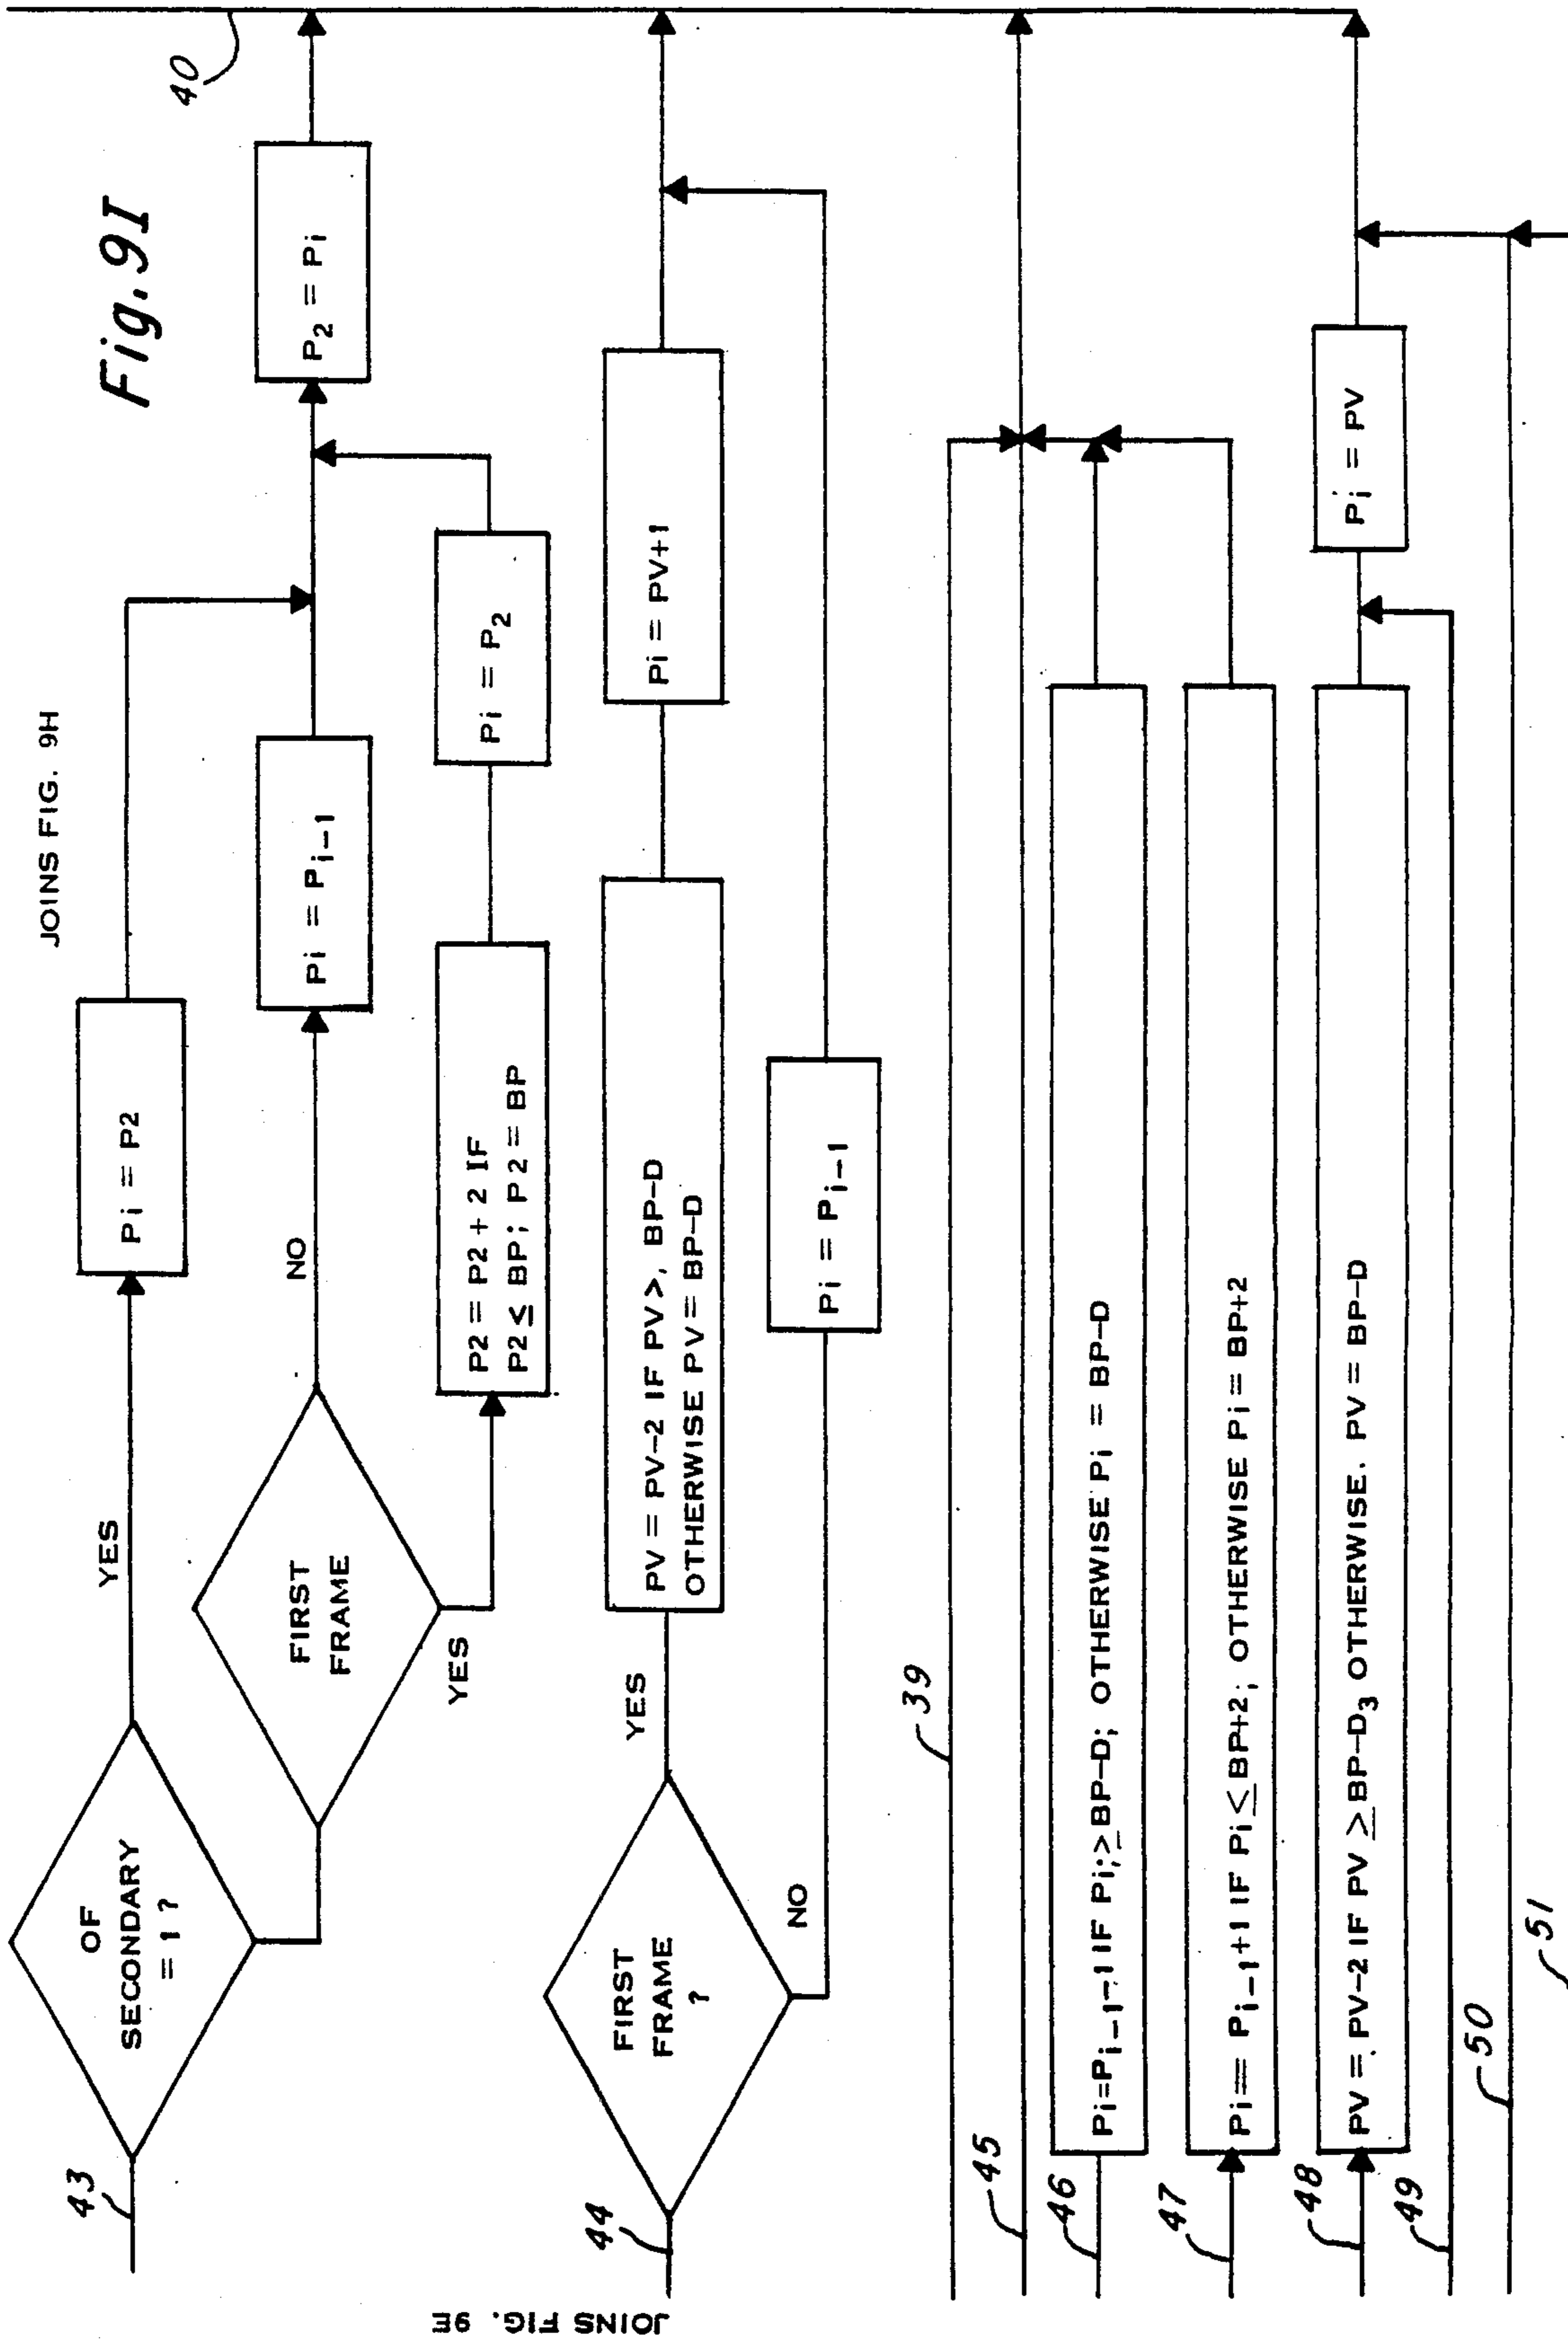 Fig. 9I
JOINS FIG. 9H
JOINS FIG. 9E
40
43
OF
SECONDARY
= 1 ?
YES
Pi = P2
FIRST
FRAME
NO
Pi = Pi-1
P2 = Pi
YES
P2 = P2 + 2 IF
P2 ≤ BP; P2 = BP
Pi = P2
44
FIRST
FRAME
?
YES
PV = PV-2 IF PV >, BP-D
OTHERWISE PV = BP-D
Pi = PV+1
NO
Pi = Pi-1
39
45
46
Pi=Pi-1-1 IF Pi;≥BP-D; OTHERWISE Pi = BP-D
47
Pi= Pi-1+1 IF Pi≤BP+2; OTHERWISE Pi = BP+2
48
PV = PV-2 IF PV ≥BP-D3 OTHERWISE. PV = BP-D
Pi = PV
49
50
51